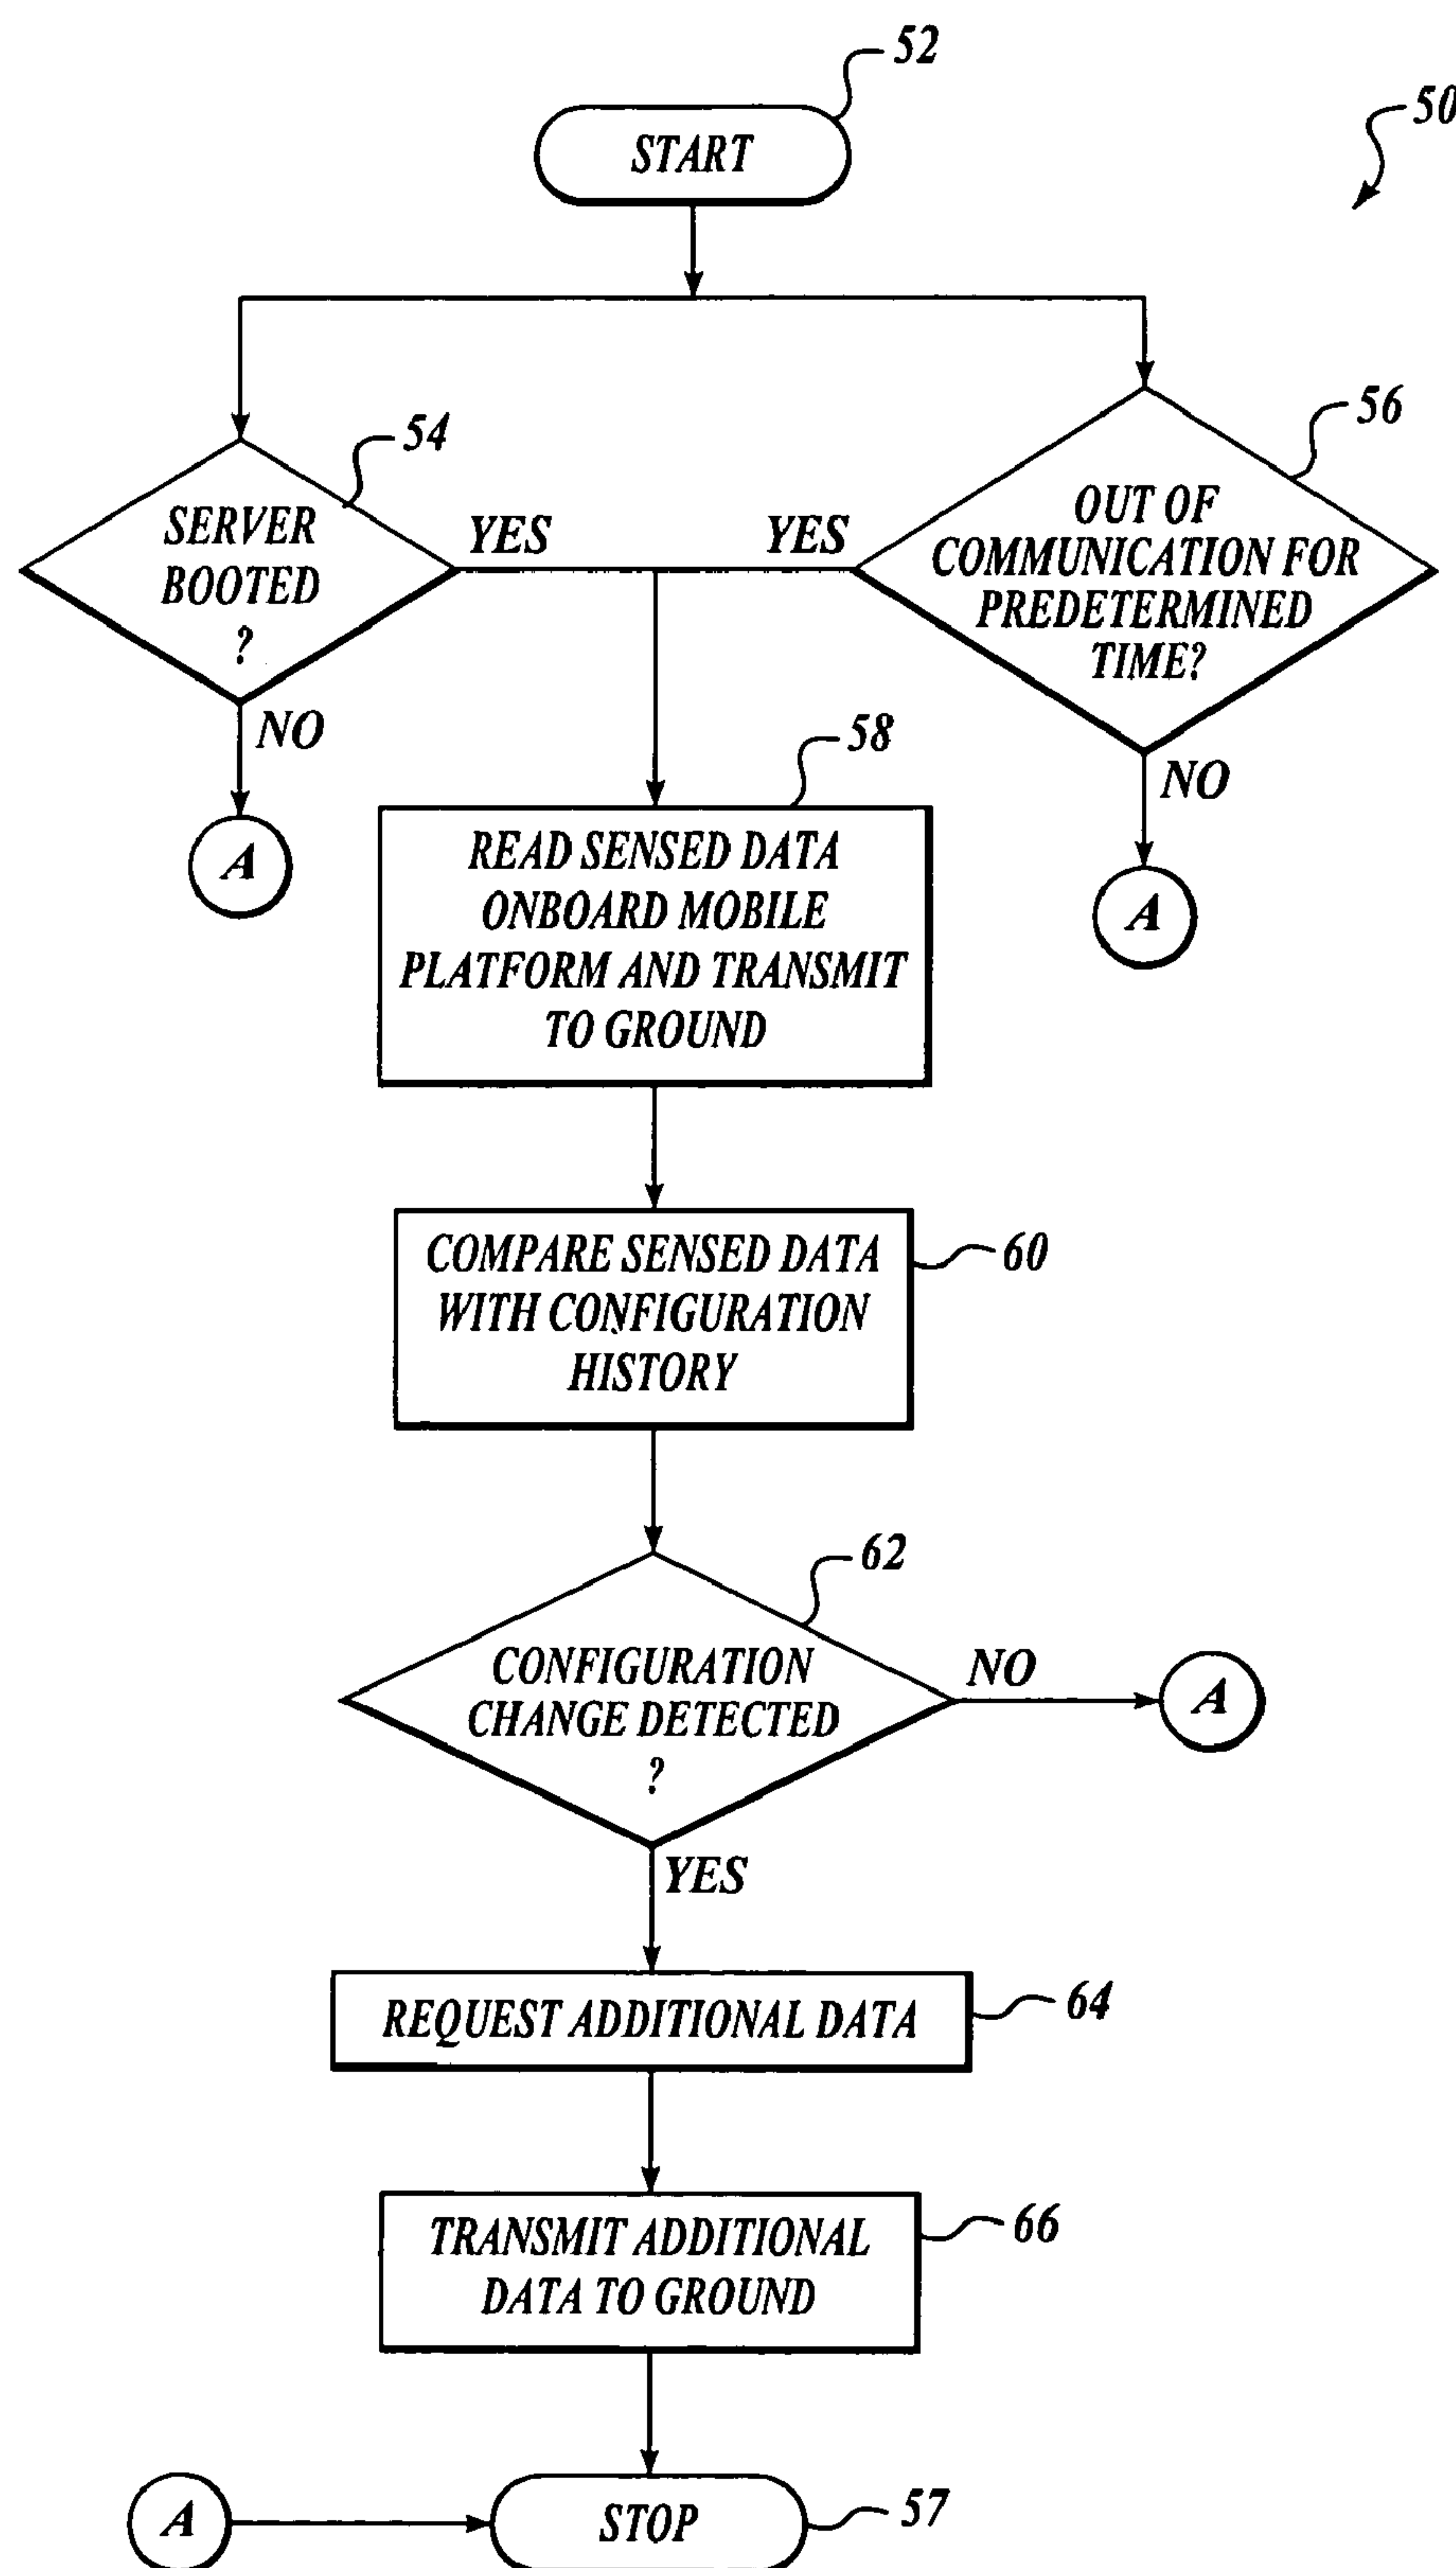 52
50
START
54
56
SERVER
BOOTED
?
YES
YES
OUT OF
COMMUNICATION FOR
PREDETERMINED
TIME?
NO
NO
A
A
58
READ SENSED DATA
ONBOARD MOBILE
PLATFORM AND TRANSMIT
TO GROUND
COMPARE SENSED DATA
WITH CONFIGURATION
HISTORY
60
62
CONFIGURATION
CHANGE DETECTED
?
NO
A
YES
REQUEST ADDITIONAL DATA
64
TRANSMIT ADDITIONAL
DATA TO GROUND
66
A
STOP
57